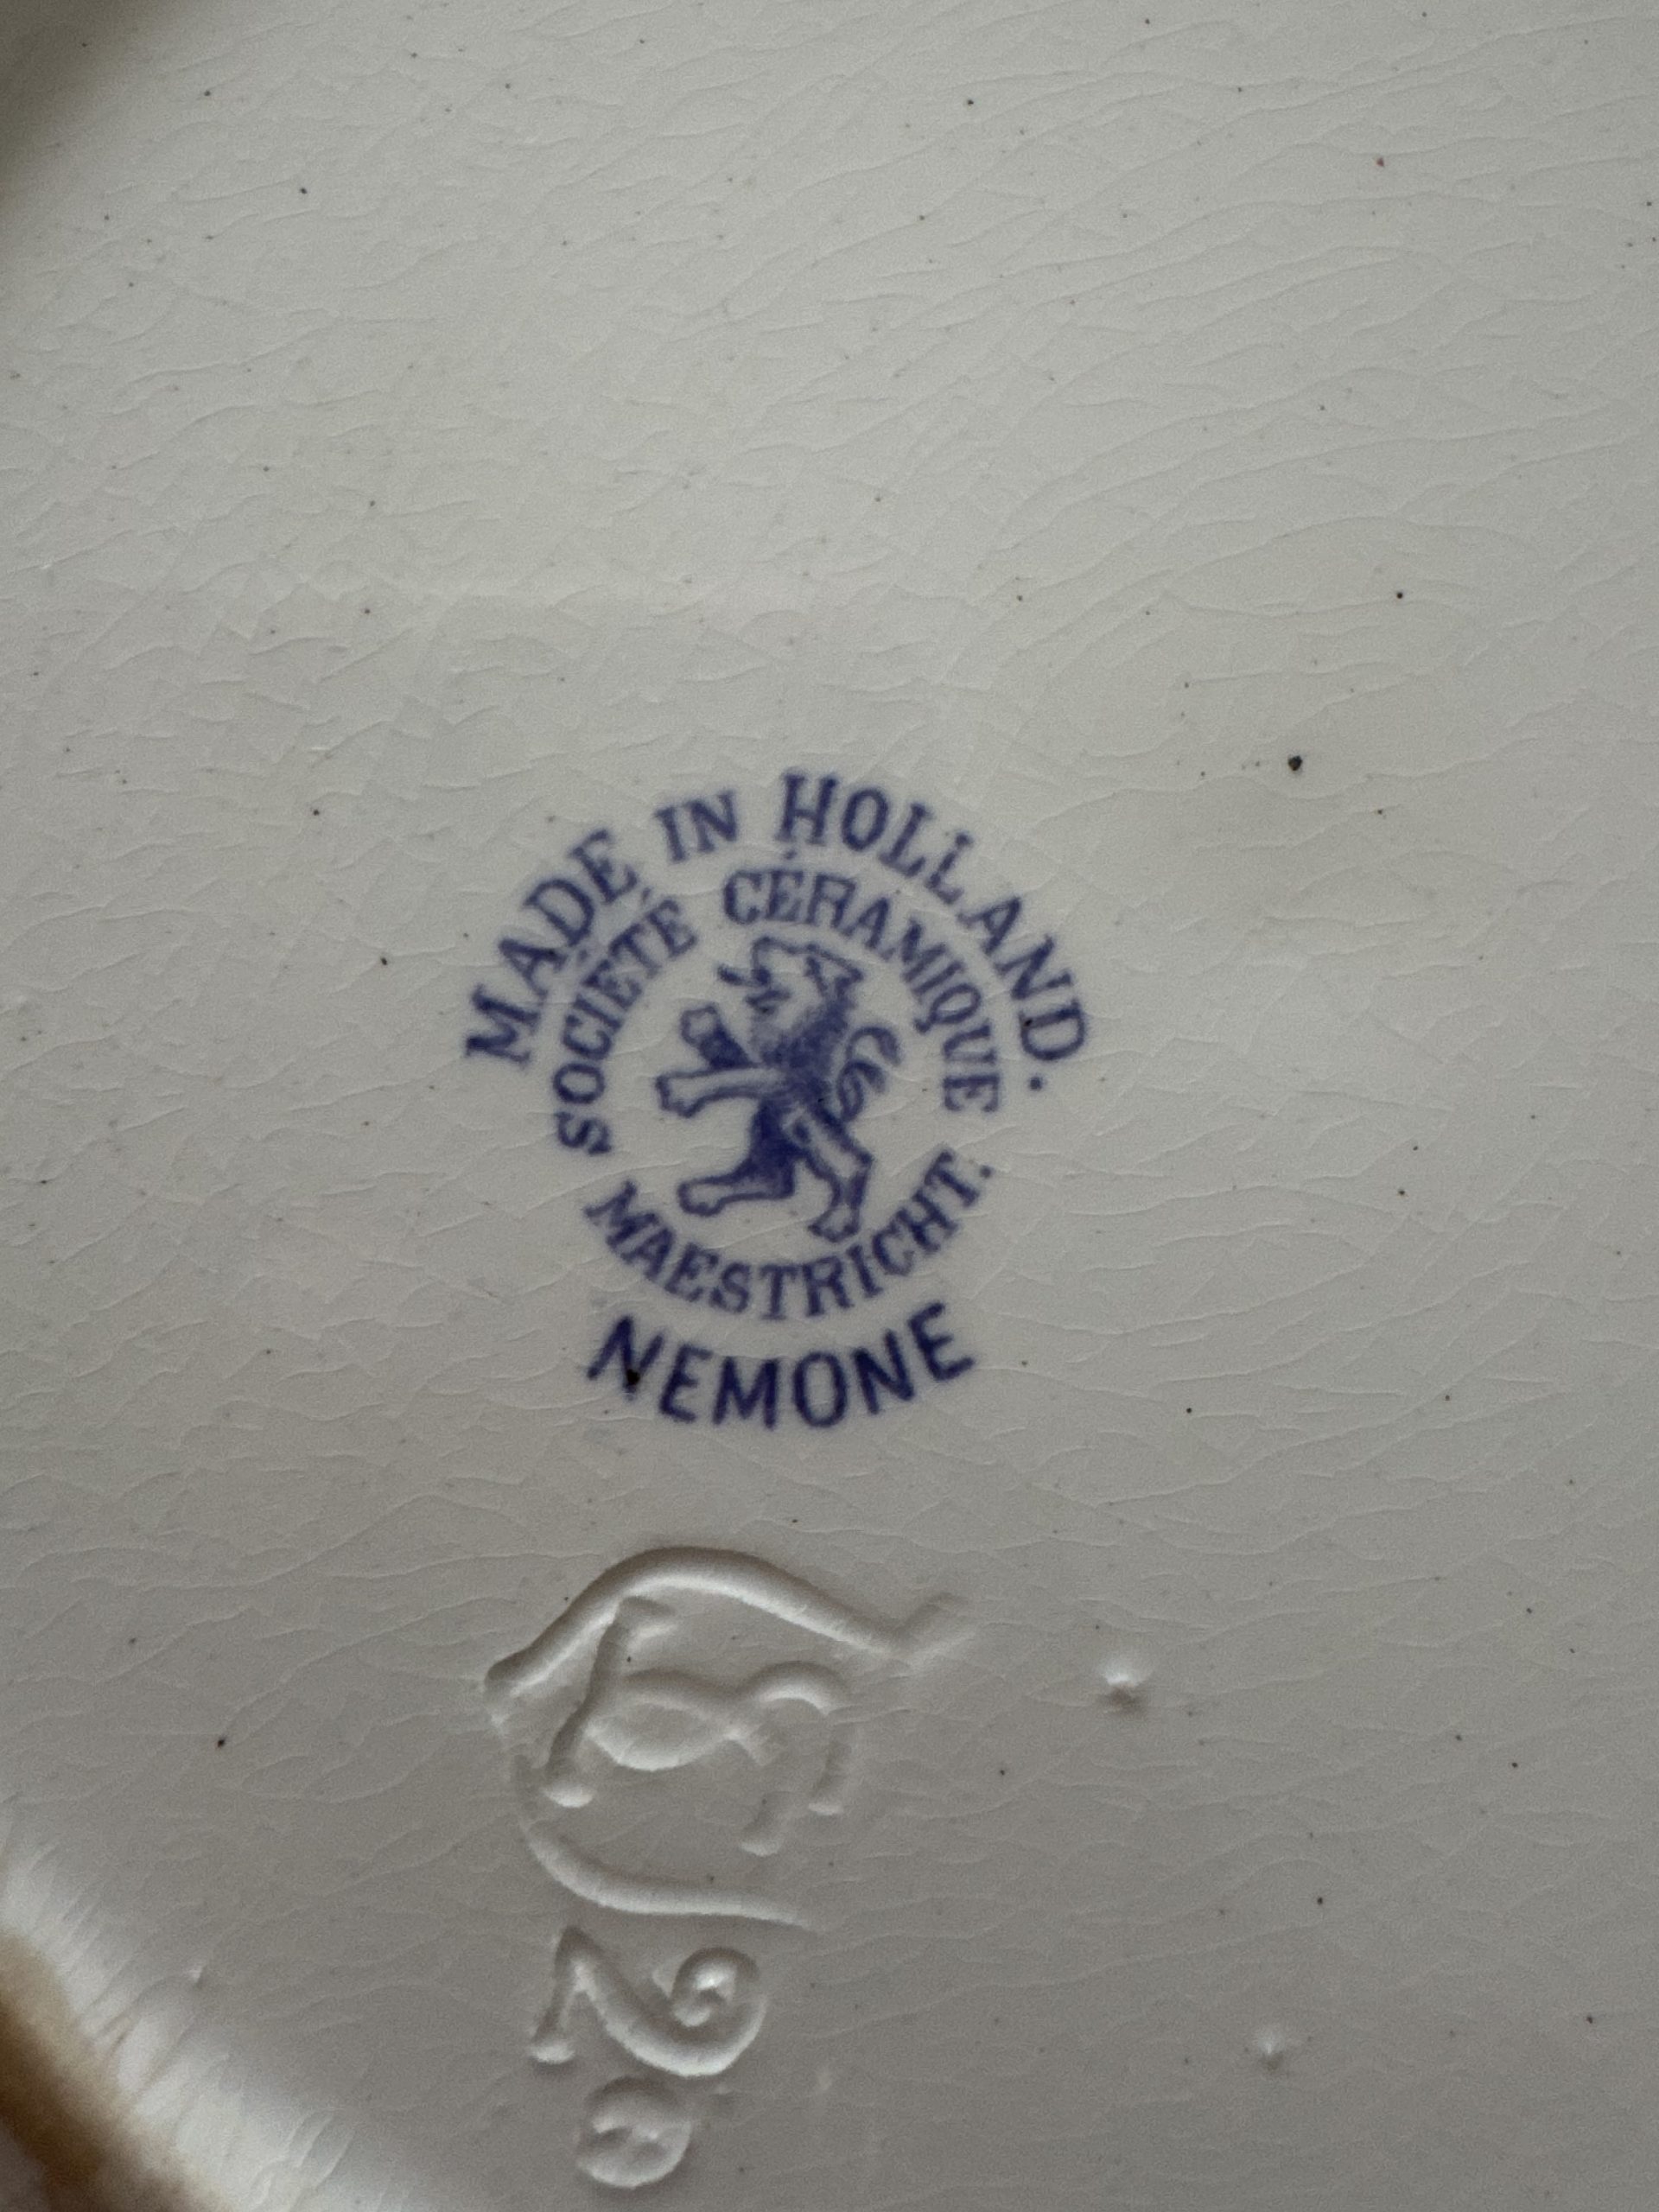 MADE IN HOLLAND.
SOCIÉTÉ CÉRAMIQUE
MAESTRICHT.
NEMONE